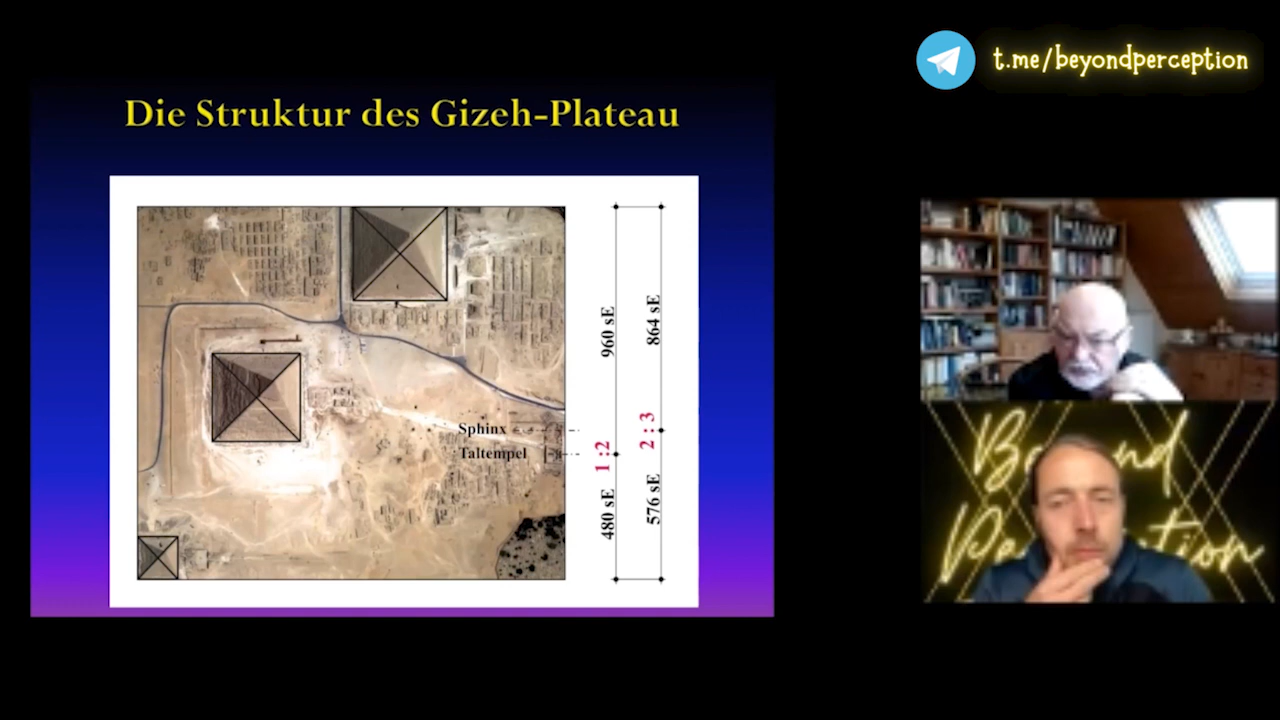 t.me/beyondperception
Die Struktur des Gizeh-Plateau
960 sE
864 sE
Sphinx
Taltempel
1:2
2:3
480 sE
576 sE
Beyond
Perception